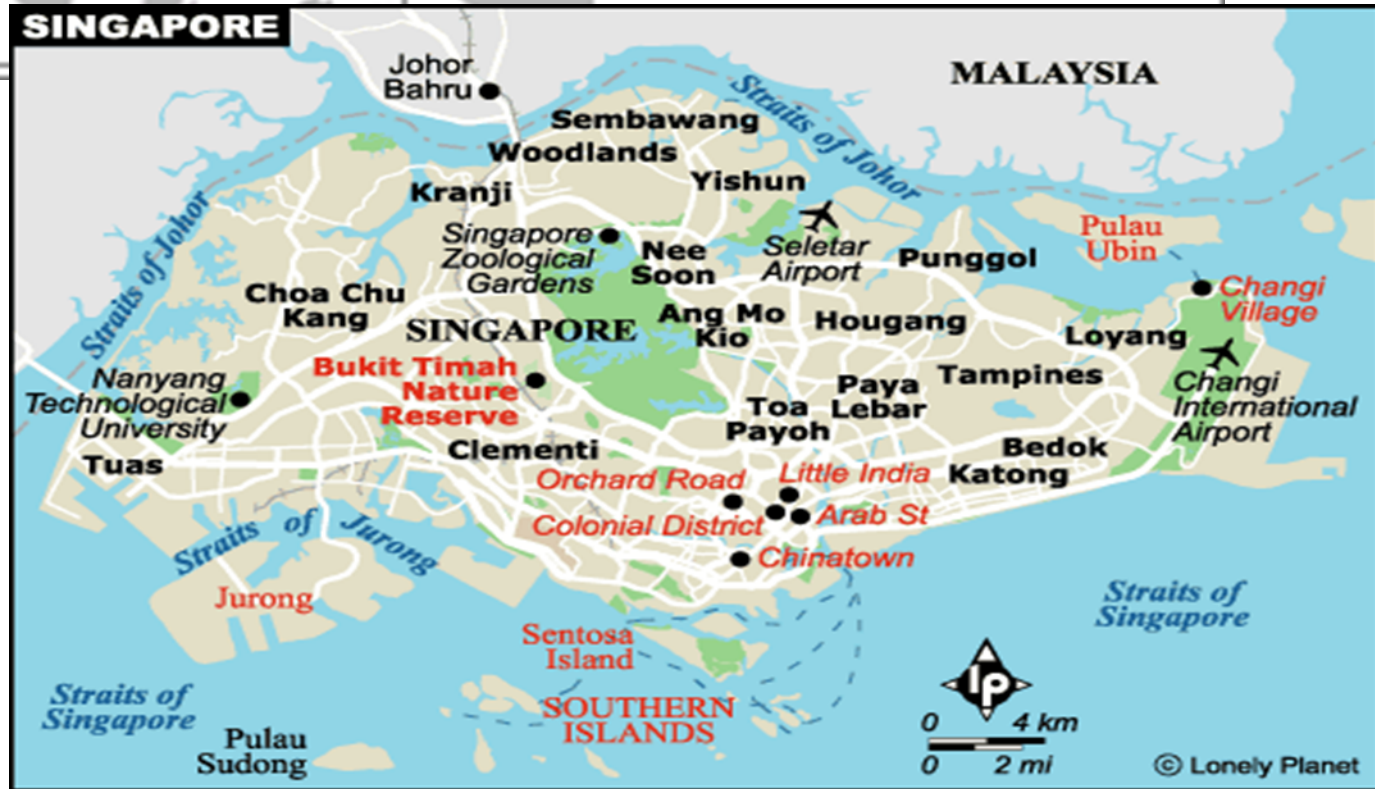 SINGAPORE
Johor
Bahru
MALAYSIA
Straits of Johor
Sembawang
Woodlands
Yishun
Kranji
Straits of Johor
Singapore
Zoological
Gardens
Nee
Soon
Seletar
Airport
Punggol
Pulau
Ubin
Changi
Village
Choa Chu
Kang
SINGAPORE
Ang Mo
Kio
Hougang
Loyang
Bukit Timah
Nature
Reserve
Nanyang
Technological
University
Paya
Lebar
Tampines
Changi
International
Airport
Toa
Payoh
Tuas
Clementi
Bedok
Katong
Orchard Road
Little India
Colonial District
Arab St
Chinatown
Straits of Jurong
Jurong
Straits of
Singapore
Sentosa
Island
Straits of
Singapore
SOUTHERN
ISLANDS
Pulau
Sudong
lp
0 4 km
0 2 mi
© Lonely Planet